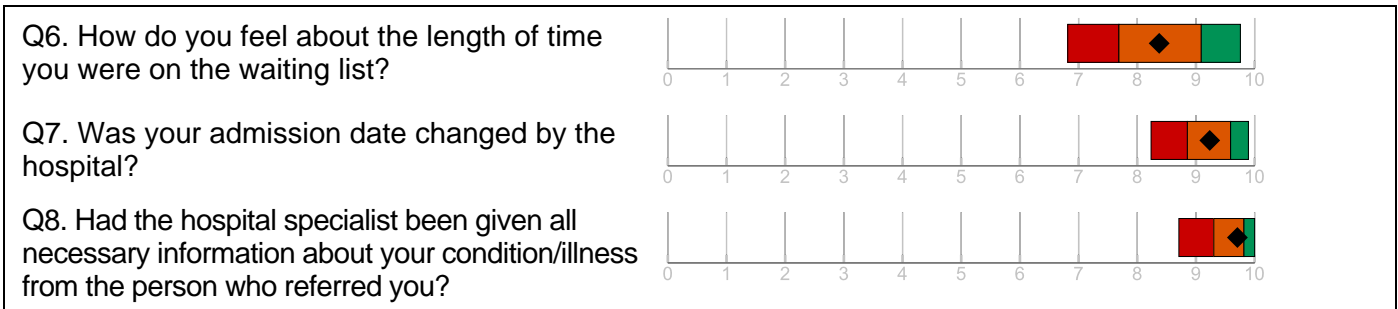 Q6. How do you feel about the length of time
you were on the waiting list?
0 1 2 3 4 5 6 7 8 9 10
Q7. Was your admission date changed by the
hospital?
0 1 2 3 4 5 6 7 8 9 10
Q8. Had the hospital specialist been given all
necessary information about your condition/illness
from the person who referred you?
0 1 2 3 4 5 6 7 8 9 10